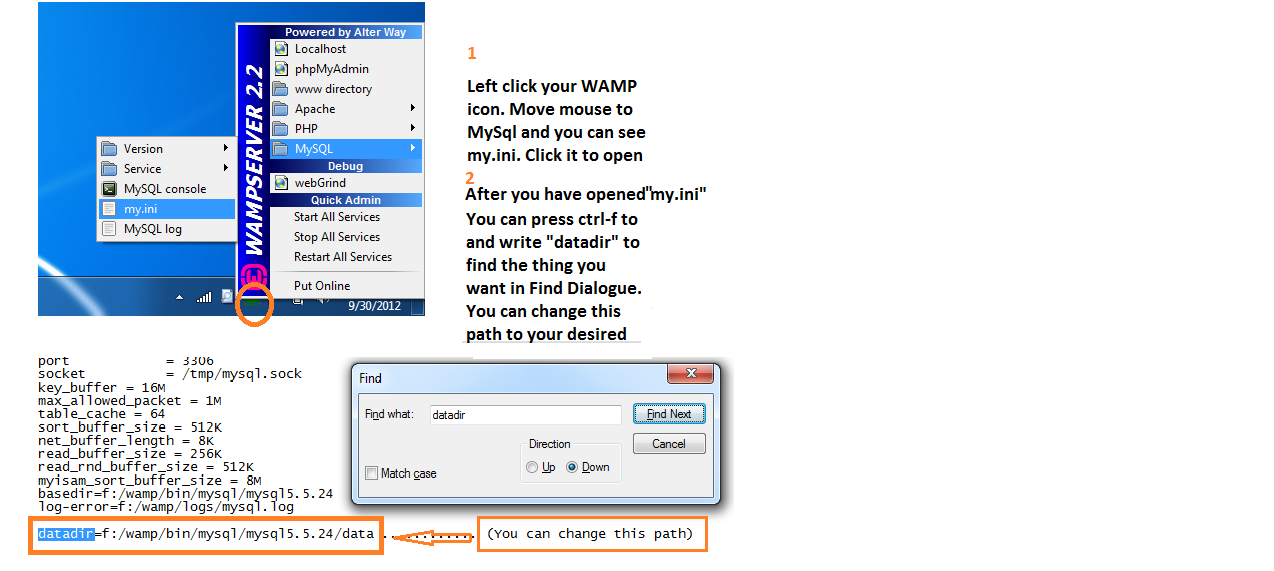 Powered by Alter Way
Localhost
phpMyAdmin
www directory
Apache
PHP
MySQL
Debug
webGrind
Quick Admin
Start All Services
Stop All Services
Restart All Services
Put Online
WAMPSERVER 2.2
Version
Service
MySQL console
my.ini
MySQL log
9/30/2012
1
Left click your WAMP
icon. Move mouse to
MySql and you can see
my.ini. Click it to open
2
After you have opened"my.ini"
You can press ctrl-f to
and write "datadir" to
find the thing you
want in Find Dialogue.
You can change this
path to your desired
port = 3306
socket = /tmp/mysql.sock
key_buffer = 16M
max_allowed_packet = 1M
table_cache = 64
sort_buffer_size = 512K
net_buffer_length = 8K
read_buffer_size = 256K
read_rnd_buffer_size = 512K
myisam_sort_buffer_size = 8M
basedir=f:/wamp/bin/mysql/mysql5.5.24
log-error=f:/wamp/logs/mysql.log
datadir=f:/wamp/bin/mysql/mysql5.5.24/data ............ (You can change this path)
Find
Find what: datadir
Find Next
Cancel
Direction
Up Down
Match case